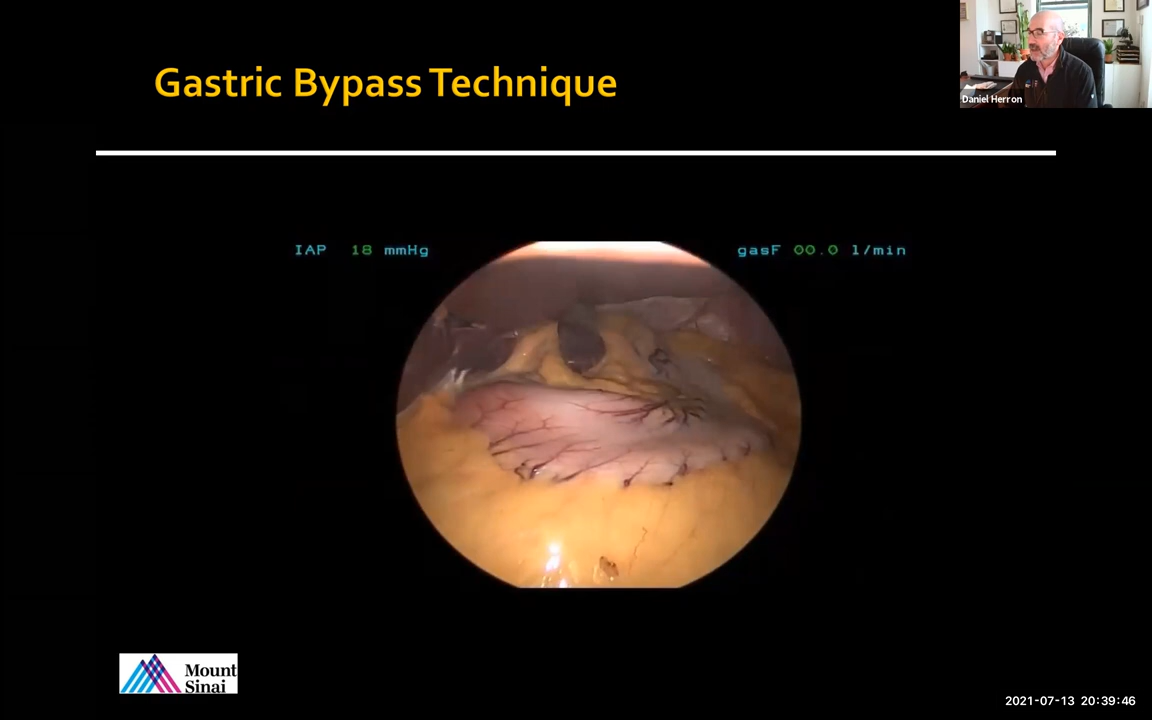 Gastric Bypass Technique
Daniel Herron
IAP 18 mmHg
gasF 00.0 l/min
Mount
Sinai
2021-07-13 20:39:46